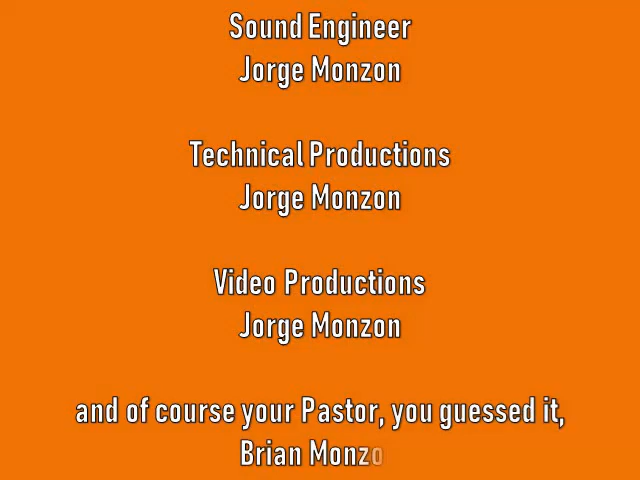 Sound Engineer
Jorge Monzon
Technical Productions
Jorge Monzon
Video Productions
Jorge Monzon
and of course your Pastor, you guessed it,
Brian Monzo